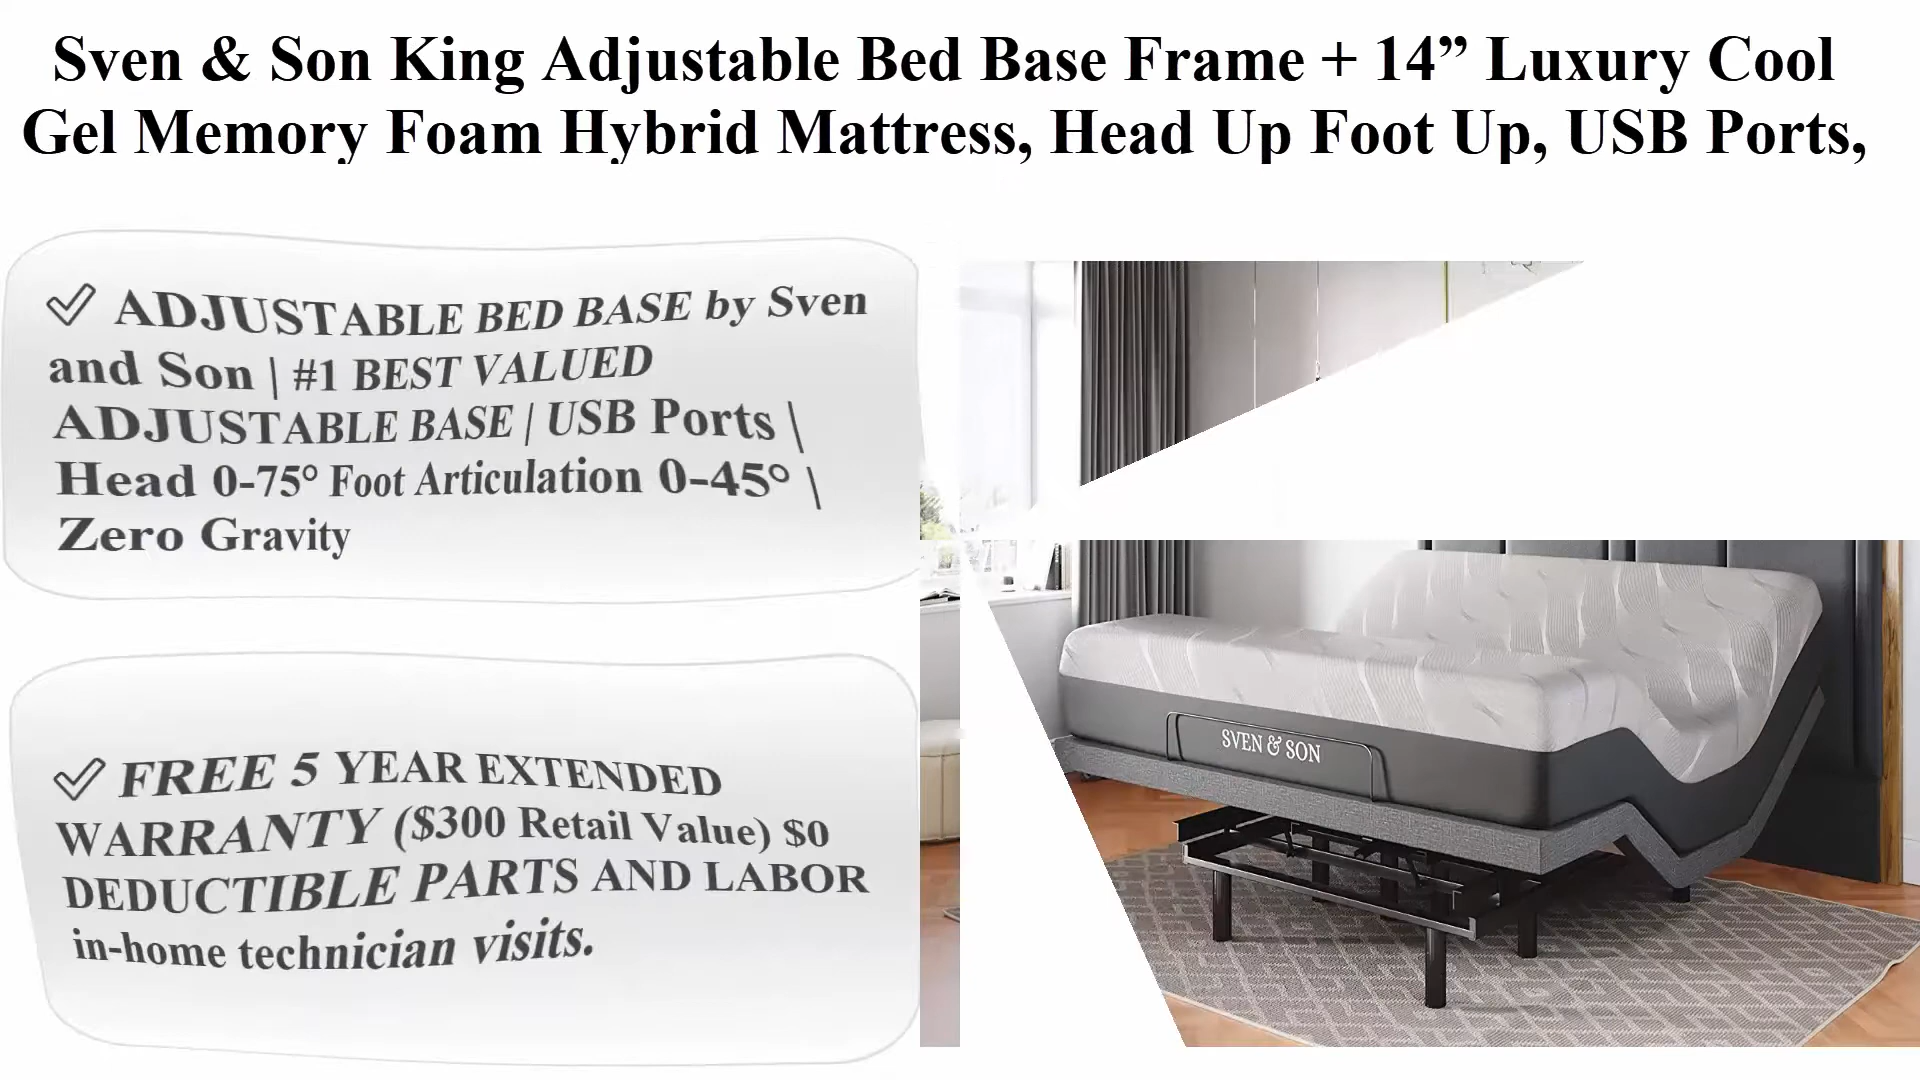 Sven & Son King Adjustable Bed Base Frame + 14” Luxury Cool
Gel Memory Foam Hybrid Mattress, Head Up Foot Up, USB Ports,
✓ ADJUSTABLE BED BASE by Sven
and Son | #1 BEST VALUED
ADJUSTABLE BASE | USB Ports |
Head 0-75° Foot Articulation 0-45° |
Zero Gravity
✓ FREE 5 YEAR EXTENDED
WARRANTY ($300 Retail Value) $0
DEDUCTIBLE PARTS AND LABOR
in-home technician visits.
SVEN & SON